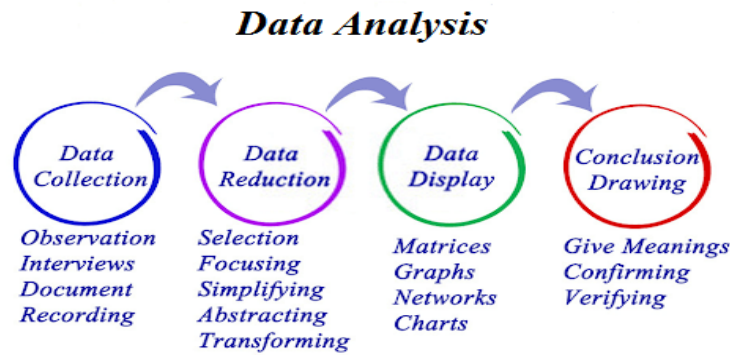 Data Analysis
Data
Collection
Data
Reduction
Data
Display
Conclusion
Drawing
Observation
Interviews
Document
Recording
Selection
Focusing
Simplifying
Abstracting
Transforming
Matrices
Graphs
Networks
Charts
Give Meanings
Confirming
Verifying